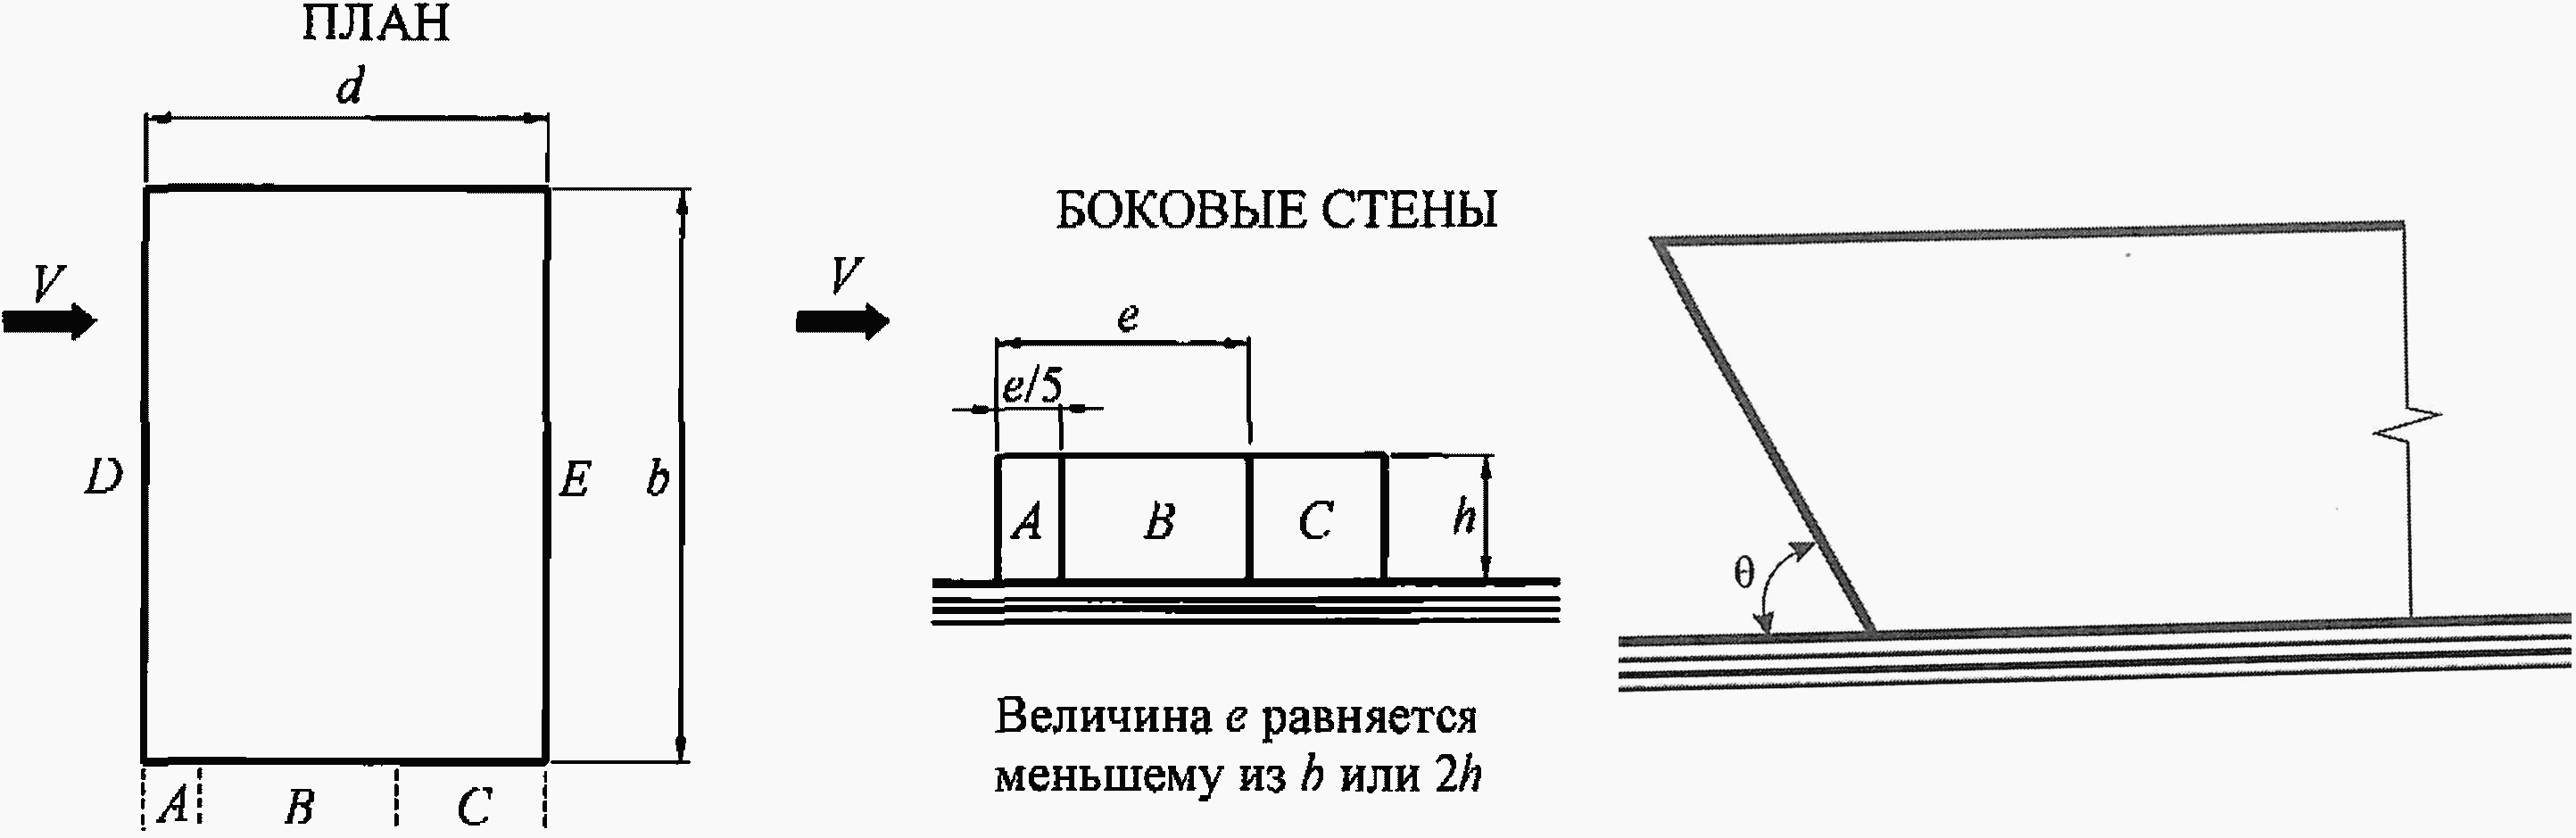 ПЛАН
d
V
D
E
b
A B C
БОКОВЫЕ СТЕНЫ
V
e
e/5
A B C
h
Величина e равняется
меньшему из b или 2h
θ